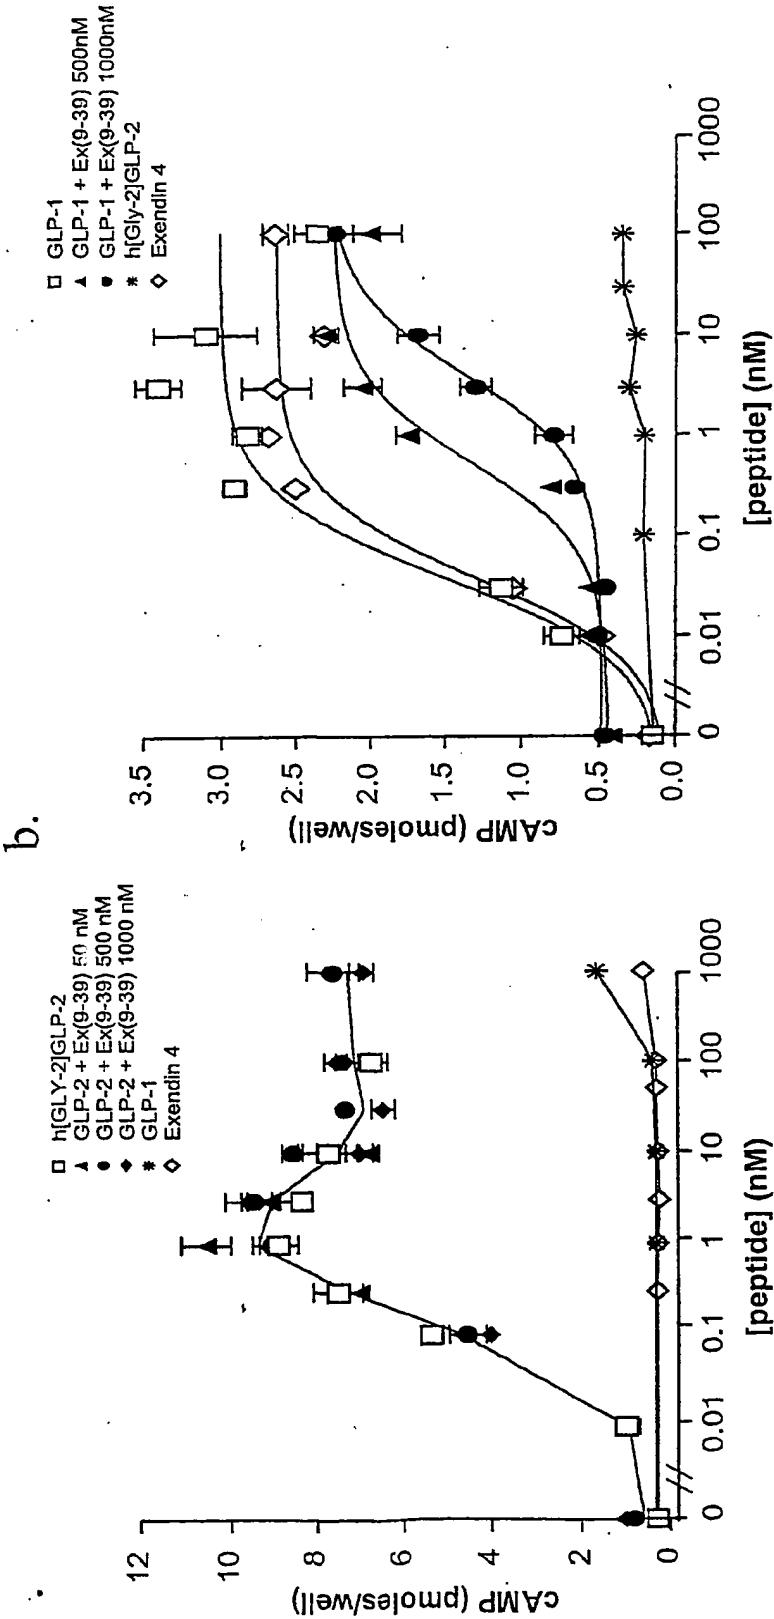 □ h[GLY-2]GLP-2
▲ GLP-2 + Ex(9-39) 50 nM
● GLP-2 + Ex(9-39) 500 nM
◆ GLP-2 + Ex(9-39) 1000 nM
✳ GLP-1
◇ Exendin 4
cAMP (pmoles/well)
12
10
8
6
4
2
0
0 0.01 0.1 1 10 100 1000
[peptide] (nM)
b.
□ GLP-1
▲ GLP-1 + Ex(9-39) 500nM
● GLP-1 + Ex(9-39) 1000nM
✳ h[Gly-2]GLP-2
◇ Exendin 4
cAMP (pmoles/well)
3.5
3.0
2.5
2.0
1.5
1.0
0.5
0.0
0 0.01 0.1 1 10 100 1000
[peptide] (nM)